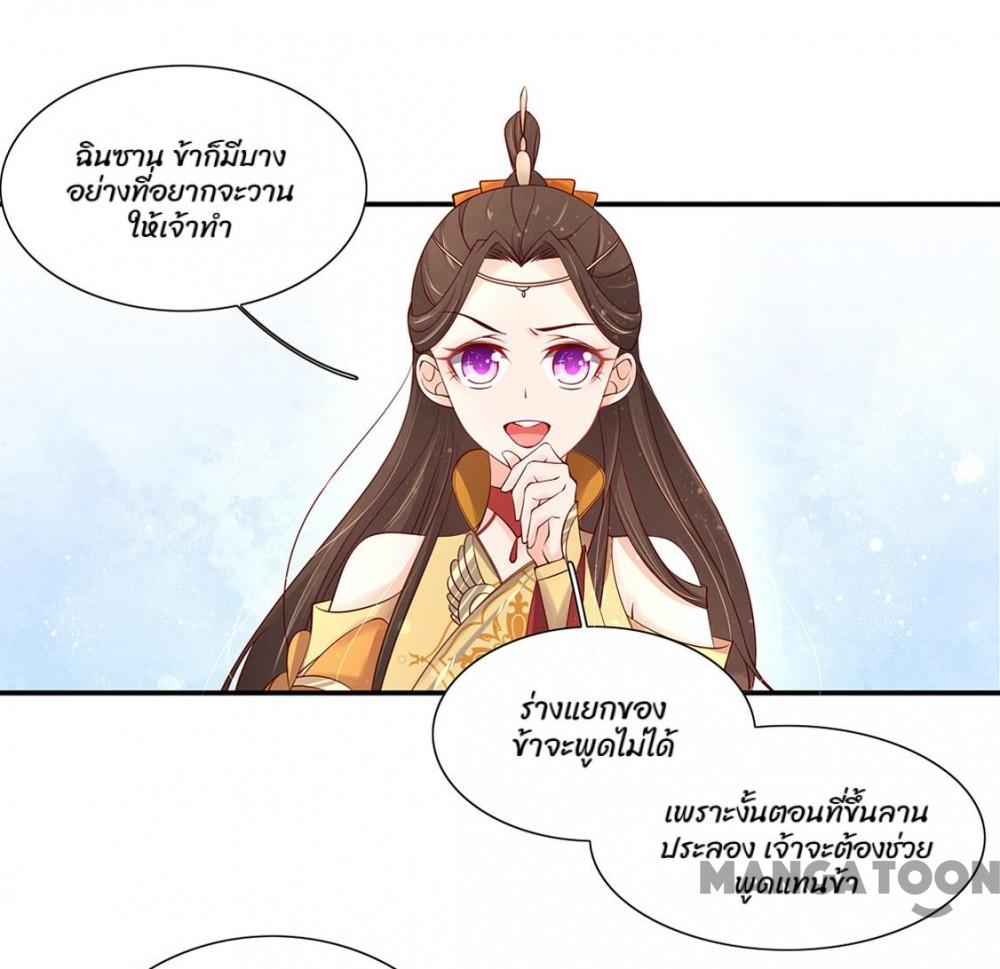 ฉินซาน ข้าก็มีบาง
อย่างที่อยากจะวาน
ให้เจ้าทำ
ร่างแยกของ
ข้าจะพูดไม่ได้
เพราะงั้นตอนที่ขึ้นลาน
ประลอง เจ้าจะต้องช่วย
พูดแทนข้า
MANGATOON